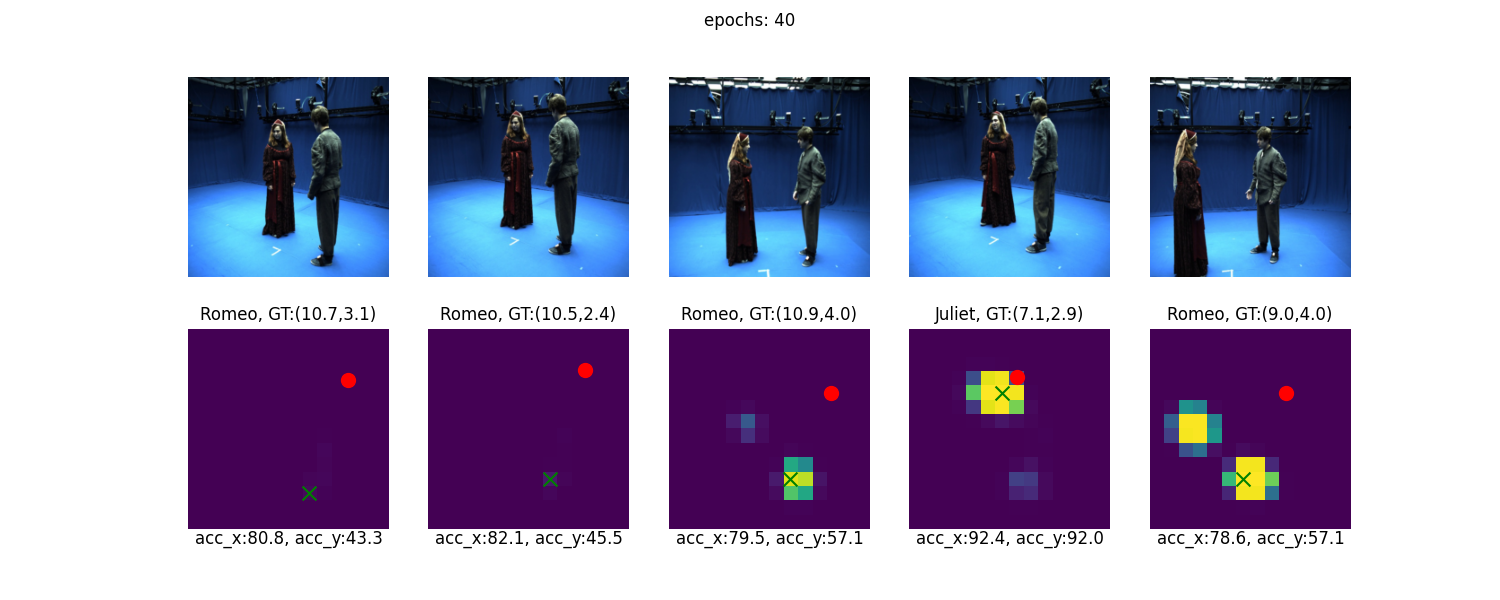 epochs: 40
Romeo, GT:(10.7,3.1)
Romeo, GT:(10.5,2.4)
Romeo, GT:(10.9,4.0)
Juliet, GT:(7.1,2.9)
Romeo, GT:(9.0,4.0)
acc_x:80.8, acc_y:43.3
acc_x:82.1, acc_y:45.5
acc_x:79.5, acc_y:57.1
acc_x:92.4, acc_y:92.0
acc_x:78.6, acc_y:57.1